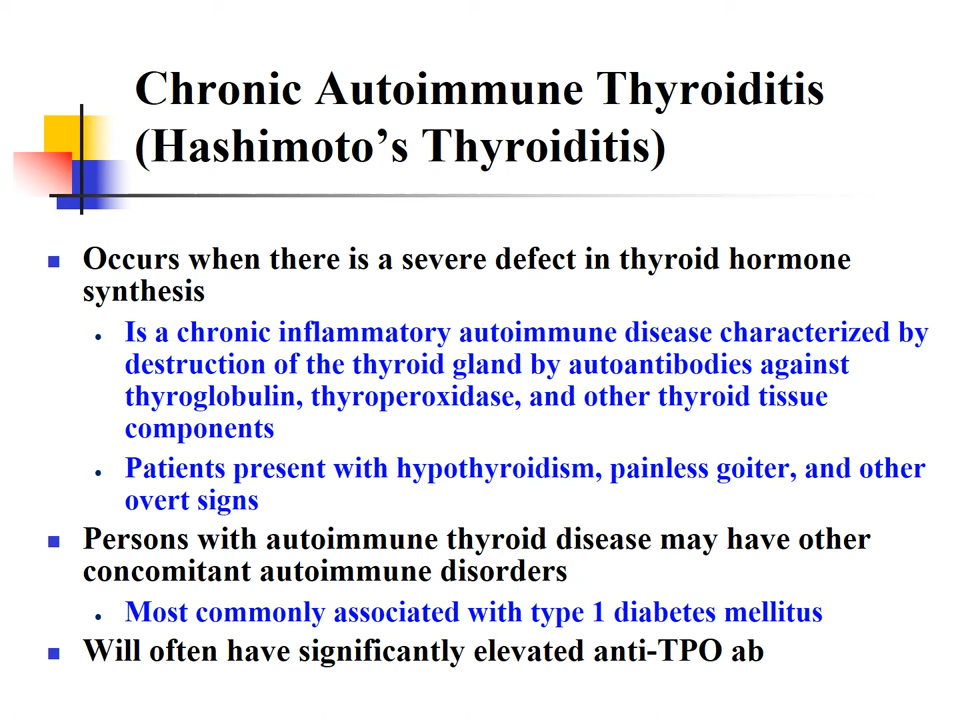 Chronic Autoimmune Thyroiditis
(Hashimoto’s Thyroiditis)
Occurs when there is a severe defect in thyroid hormone
synthesis
Is a chronic inflammatory autoimmune disease characterized by
destruction of the thyroid gland by autoantibodies against
thyroglobulin, thyroperoxidase, and other thyroid tissue
components
Patients present with hypothyroidism, painless goiter, and other
overt signs
Persons with autoimmune thyroid disease may have other
concomitant autoimmune disorders
Most commonly associated with type 1 diabetes mellitus
Will often have significantly elevated anti-TPO ab